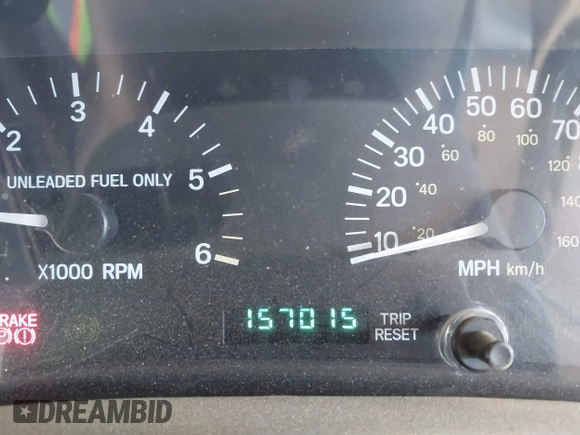 2 3 4 5 6
UNLEADED FUEL ONLY
X1000 RPM
10 20 30 40 50 60 70
20 40 60 80 100 120 140 160
MPH km/h
RAKE
157015
TRIP
RESET
DREAMBID